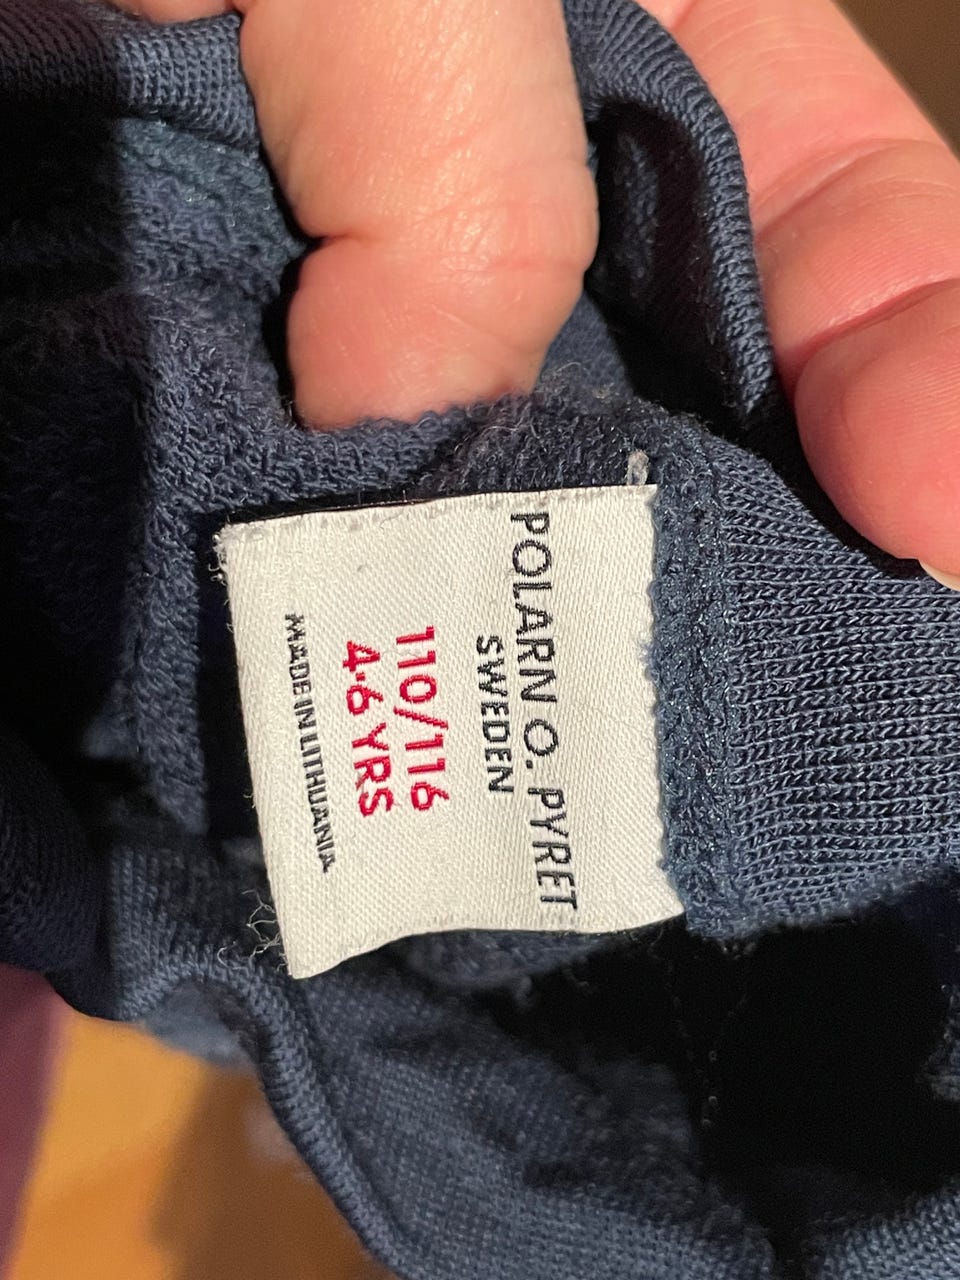 POLARN O. PYRET
SWEDEN
110/116
4-6 YRS
MADE IN LITHUANIA